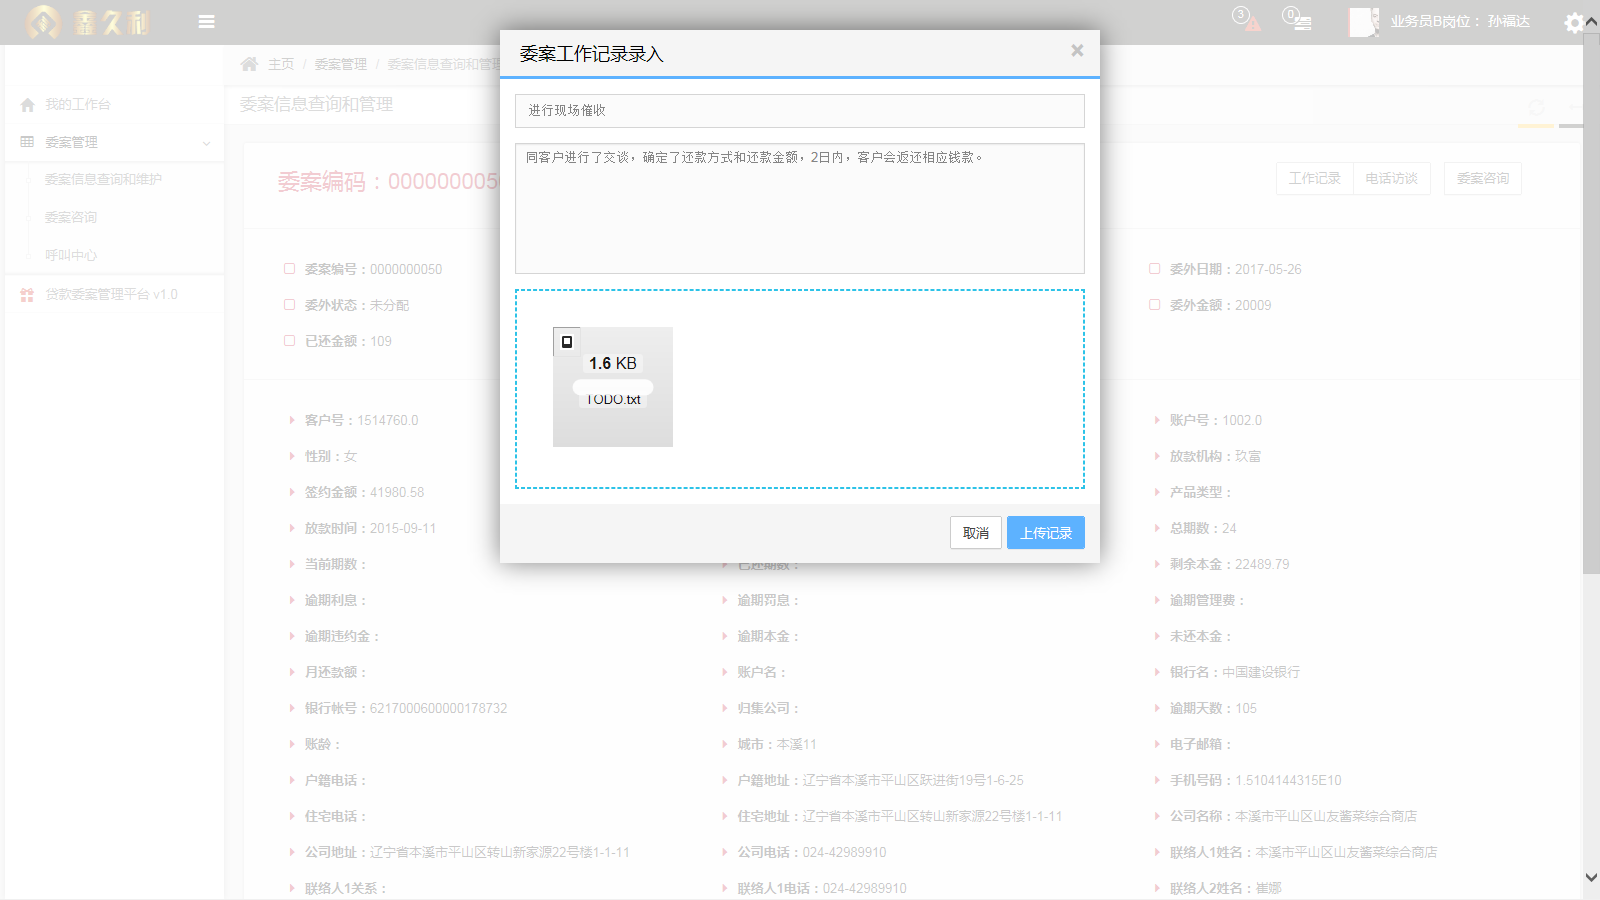 鑫久利
3
0
业务员B岗位： 孙福达
委案工作记录录入
×
主页 / 委案管理 / 委案信息查询和管理
进行现场催收
我的工作台
委案信息查询和管理
委案管理
同客户进行了交谈，确定了还款方式和还款金额，2日内，客户会返还相应钱款。
委案信息查询和维护
委案编码：000000005
工作记录 电话访谈 委案咨询
委案咨询
呼叫中心
委案编号：0000000050
委外日期：2017-05-26
贷款委案管理平台 v1.0
委外状态：未分配
委外金额：20009
已还金额：109
1.6 KB
TODO.txt
客户号：1514760.0
账户号：1002.0
性别：女
放款机构：玖富
签约金额：41980.58
产品类型：
放款时间：2015-09-11
总期数：24
取消 上传记录
当前期数：
已还期数：
剩余本金：22489.79
逾期利息：
逾期罚息：
逾期管理费：
逾期违约金：
逾期本金：
未还本金：
月还款额：
账户名：
银行名：中国建设银行
银行帐号：6217000600000178732
归集公司：
逾期天数：105
账龄：
城市：本溪11
电子邮箱：
户籍电话：
户籍地址：辽宁省本溪市平山区跃进街19号1-6-25
手机号码：1.5104144315E10
住宅电话：
住宅地址：辽宁省本溪市平山区转山新家源22号楼1-1-11
公司名称：本溪市平山区山友酱菜综合商店
公司地址：辽宁省本溪市平山区转山新家源22号楼1-1-11
公司电话：024-42989910
联络人1姓名：本溪市平山区山友酱菜综合商店
联络人1关系：
联络人1电话：024-42989910
联络人2姓名：崔娜